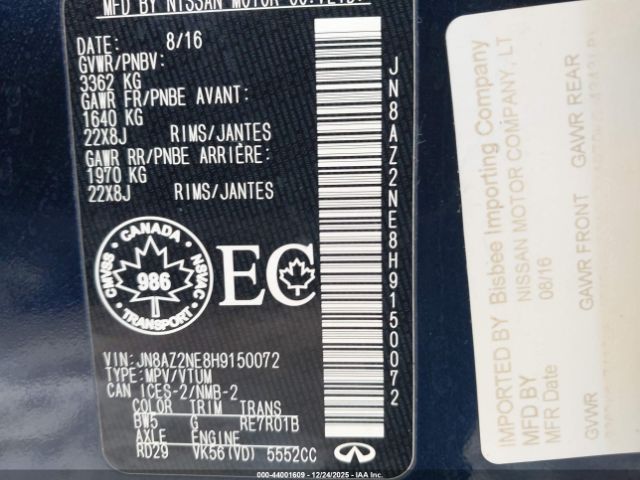 MFD BY NISSAN MOTOR CO., LTD.
DATE: 8/16
GVWR/PNBV:
3362 KG
GAWR FR/PNBE AVANT:
1640 KG
22X8J RIMS/JANTES
GAWR RR/PNBE ARRIÈRE:
1970 KG
22X8J RIMS/JANTES
CANADA
CMVSS 986 NSVAC
TRANSPORT
EC
VIN: JN8AZ2NE8H9150072
TYPE: MPV/VTUM
CAN ICES-2/NMB-2
COLOR TRIM TRANS
BW5 G RE7R01B
AXLE ENGINE
RD29 VK56(VD) 5552CC
INFINITI
JN8AZ2NE8H9150072
IMPORTED BY Bisbee Importing Company
MFD BY NISSAN MOTOR COMPANY, LT
MFR Date 08/16
GAWR FRONT GAWR REAR
GVWR
000-44001609 - 12/24/2025 - IAA Inc.